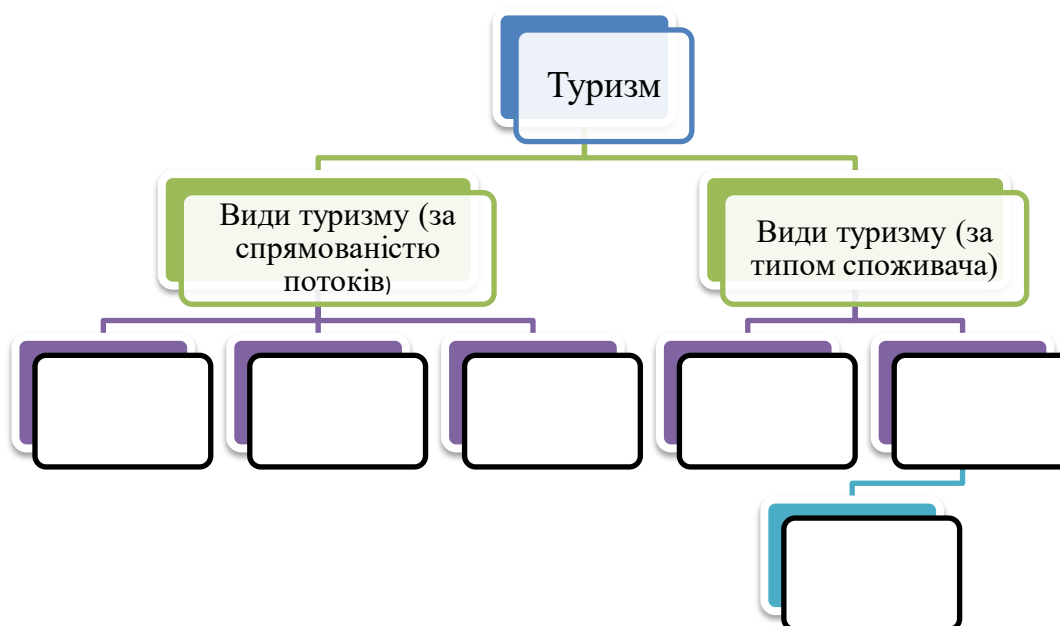 Туризм
Види туризму (за
спрямованістю
потоків)
Види туризму (за
типом споживача)